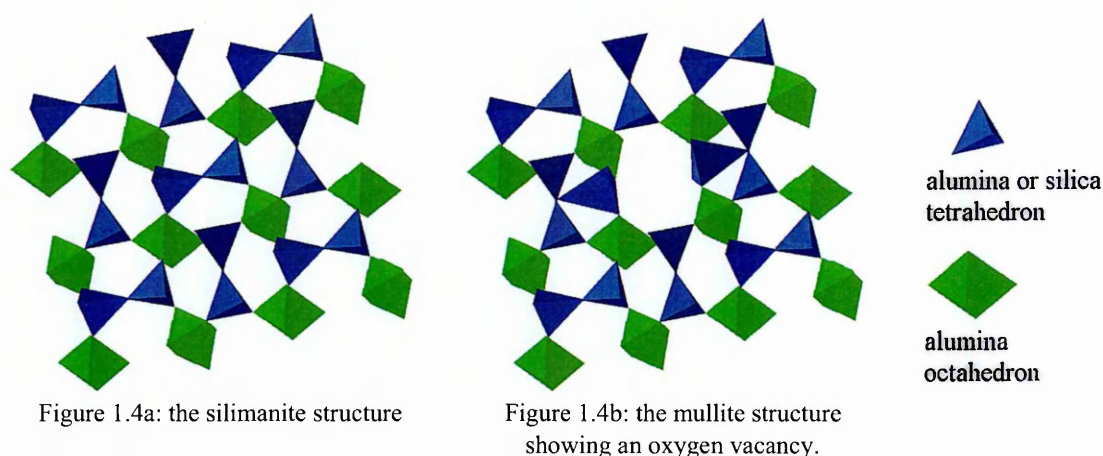 alumina or silica
tetrahedron
alumina
octahedron
Figure 1.4a: the silimanite structure
Figure 1.4b: the mullite structure
showing an oxygen vacancy.